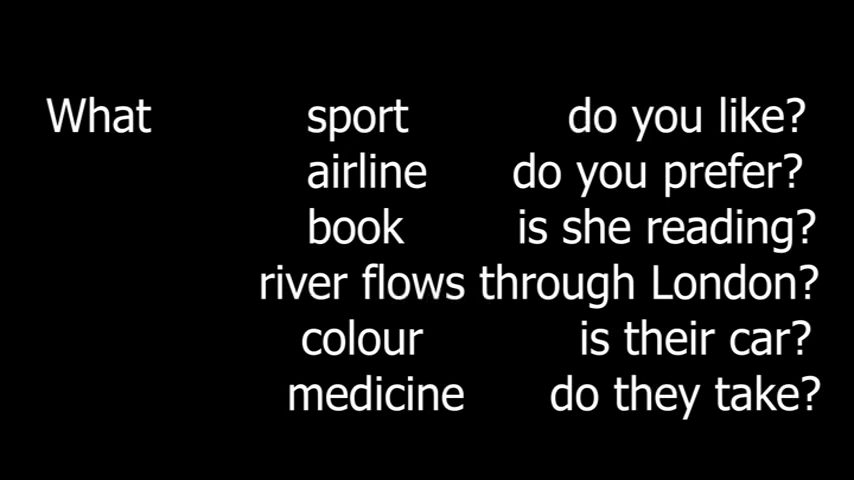 What sport do you like?
airline do you prefer?
book is she reading?
river flows through London?
colour is their car?
medicine do they take?